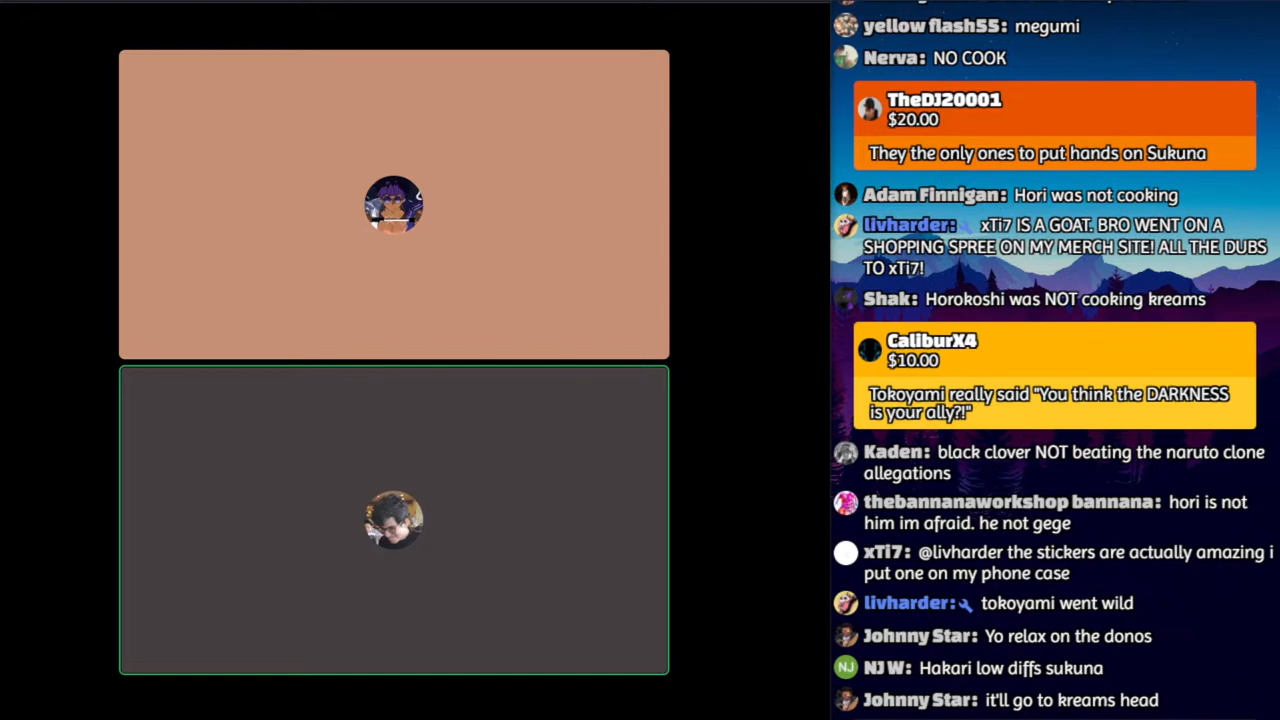 yellow flash55: megumi
Nerva: NO COOK
TheDJ20001
$20.00
They the only ones to put hands on Sukuna
Adam Finnigan: Hori was not cooking
livharder: xTi7 IS A GOAT. BRO WENT ON A
SHOPPING SPREE ON MY MERCH SITE! ALL THE DUBS
TO xTi7!
Shak: Horokoshi was NOT cooking kreams
CaliburX4
$10.00
Tokoyami really said "You think the DARKNESS
is your ally?!"
Kaden: black clover NOT beating the naruto clone
allegations
thebannanaworkshop bannana: hori is not
him im afraid. he not gege
xTi7: @livharder the stickers are actually amazing i
put one on my phone case
livharder: tokoyami went wild
Johnny Star: Yo relax on the donos
NJ NJ W: Hakari low diffs sukuna
Johnny Star: it'll go to kreams head